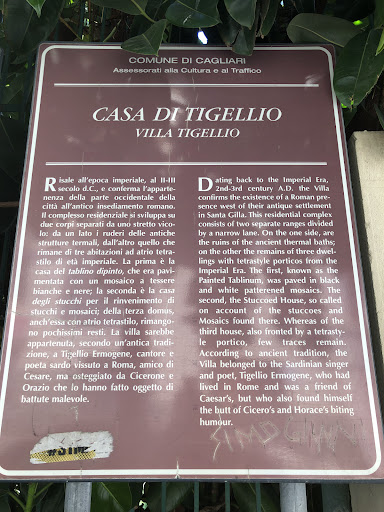 COMUNE DI CAGLIARI
Assessorati alla Cultura e al Traffico
CASA DI TIGELLIO
VILLA TIGELLIO
Risale all'epoca imperiale, al II-III
secolo d.C., e conferma l'apparte-
nenza della parte occidentale della
città all'antico insediamento romano.
Il complesso residenziale si sviluppa su
due corpi separati da uno stretto vico-
lo: da un lato i ruderi delle antiche
strutture termali, dall'altro quello che
rimane di tre abitazioni ad atrio tetra-
stilo di età imperiale. La prima è la
casa del tablino dipinto, che era pavi-
mentata con un mosaico a tessere
bianche e nere; la seconda è la casa
degli stucchi per il rinvenimento di
stucchi e mosaici; della terza domus,
anch'essa con atrio tetrastilo, rimango-
no pochissimi resti. La villa sarebbe
appartenuta, secondo un'antica tradi-
zione, a Tigellio Ermogene, cantore e
poeta sardo vissuto a Roma, amico di
Cesare, ma osteggiato da Cicerone e
Orazio che lo hanno fatto oggetto di
battute malevole.
Dating back to the Imperial Era,
2nd-3rd century A.D. the Villa
confirms the existence of a Roman pre-
sence west of their antique settlement
in Santa Gilla. This residential complex
consists of two separate ranges divided
by a narrow lane. On the one side, are
the ruins of the ancient thermal baths;
on the other the remains of three dwel-
lings with tetrastyle porticos from the
Imperial Era. The first, known as the
Painted Tablinum, was paved in black
and white patterened mosaics. The
second, the Stuccoed House, so called
on account of the stuccoes and
Mosaics found there. Whereas of the
third house, also fronted by a tetrasty-
le portico, few traces remain.
According to ancient tradition, the
Villa belonged to the Sardinian singer
and poet, Tigellio Ermogene, who had
lived in Rome and was a friend of
Caesar's, but who also found himself
the butt of Cicero's and Horace's biting
humour.